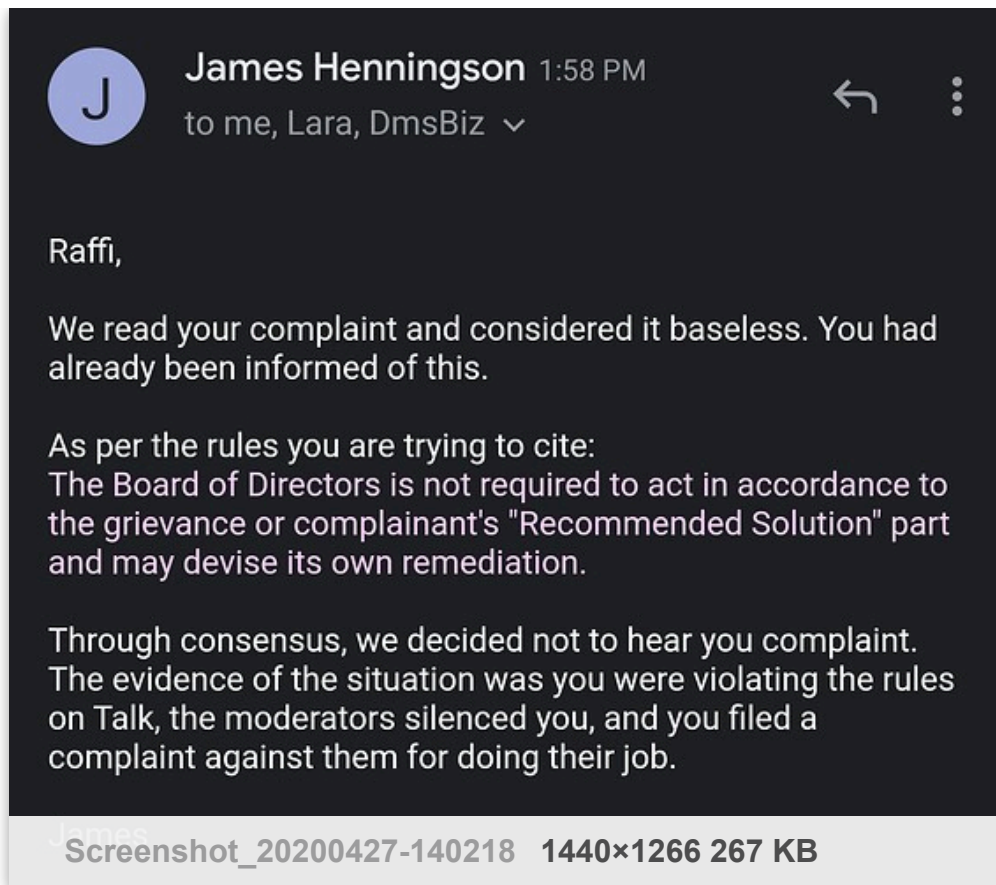 J
James Henningson 1:58 PM
to me, Lara, DmsBiz
Raffi,
We read your complaint and considered it baseless. You had
already been informed of this.
As per the rules you are trying to cite:
The Board of Directors is not required to act in accordance to
the grievance or complainant's "Recommended Solution" part
and may devise its own remediation.
Through consensus, we decided not to hear you complaint.
The evidence of the situation was you were violating the rules
on Talk, the moderators silenced you, and you filed a
complaint against them for doing their job.
James
Screenshot_20200427-140218 1440×1266 267 KB